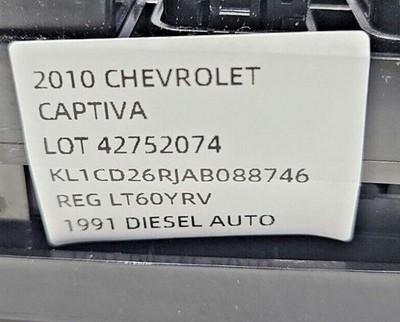 2010 CHEVROLET
CAPTIVA
LOT 42752074
KL1CD26RJAB088746
REG LT60YRV
1991 DIESEL AUTO